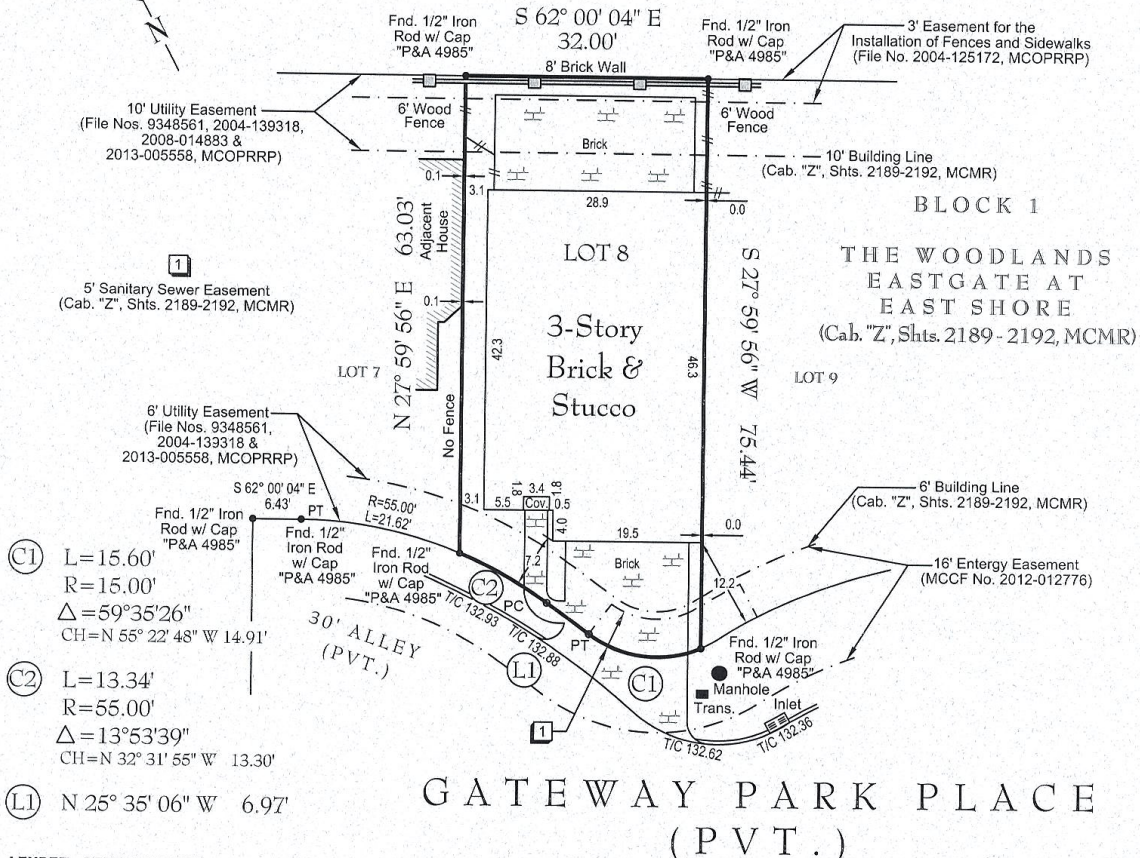 N
Fnd. 1/2" Iron
Rod w/ Cap
"P&A 4985"
S 62° 00' 04" E
32.00'
8' Brick Wall
Fnd. 1/2" Iron
Rod w/ Cap
"P&A 4985"
3' Easement for the
Installation of Fences and Sidewalks
(File No. 2004-125172, MCOPRRP)
10' Utility Easement
(File Nos. 9348561, 2004-139318,
2008-014883 &
2013-005558, MCOPRRP)
6' Wood
Fence
Brick
6' Wood
Fence
10' Building Line
(Cab. "Z", Shts. 2189-2192, MCMR)
0.1
3.1
28.9
0.0
BLOCK 1
THE WOODLANDS
EASTGATE AT
EAST SHORE
(Cab. "Z", Shts. 2189-2192, MCMR)
Adjacent
House
N 27° 59' 56" E 63.03'
LOT 8
3-Story
Brick &
Stucco
S 27° 59' 56" W 75.44'
1
5' Sanitary Sewer Easement
(Cab. "Z", Shts. 2189-2192, MCMR)
0.1
42.3
46.3
LOT 7
LOT 9
No Fence
6' Utility Easement
(File Nos. 9348561,
2004-139318 &
2013-005558, MCOPRRP)
S 62° 00' 04" E
6.43'
PT
R=55.00'
L=21.62'
3.1
5.5
1.8
3.4
1.8
Cov.
0.5
4.0
19.5
0.0
6' Building Line
(Cab. "Z", Shts. 2189-2192, MCMR)
Fnd. 1/2" Iron
Rod w/ Cap
"P&A 4985"
Fnd. 1/2"
Iron Rod
w/ Cap
"P&A 4985"
Fnd. 1/2"
Iron Rod
w/ Cap
"P&A 4985"
7.2
Brick
12.2
16' Entergy Easement
(MCCF No. 2012-012776)
C1
L=15.60'
R=15.00'
Δ=59°35'26"
CH=N 55° 22' 48" W 14.91'
C2
PC
T/C 132.93
T/C 132.88
PT
30' ALLEY
(PVT.)
L1
C1
Fnd. 1/2" Iron
Rod w/ Cap
"P&A 4985"
Manhole
Trans.
Inlet
1
T/C 132.62
T/C 132.36
C2
L=13.34'
R=55.00'
Δ=13°53'39"
CH=N 32° 31' 55" W 13.30'
L1
N 25° 35' 06" W 6.97'
GATEWAY PARK PLACE
(PVT.)